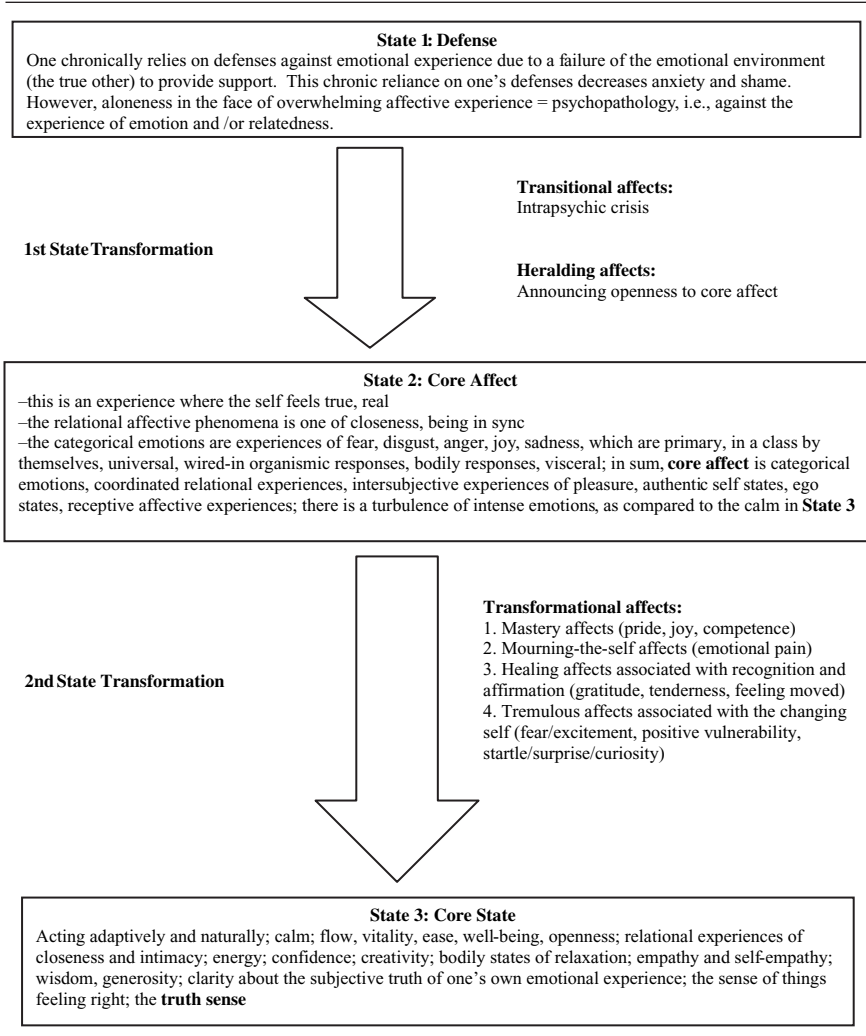 State 1: Defense
One chronically relies on defenses against emotional experience due to a failure of the emotional environment
(the true other) to provide support.  This chronic reliance on one's defenses decreases anxiety and shame.
However, aloneness in the face of overwhelming affective experience = psychopathology, i.e., against the
experience of emotion and /or relatedness.
Transitional affects:
Intrapsychic crisis
1st State Transformation
Heralding affects:
Announcing openness to core affect
State 2: Core Affect
–this is an experience where the self feels true, real
–the relational affective phenomena is one of closeness, being in sync
–the categorical emotions are experiences of fear, disgust, anger, joy, sadness, which are primary, in a class by
themselves, universal, wired-in organismic responses, bodily responses, visceral; in sum, core affect is categorical
emotions, coordinated relational experiences, intersubjective experiences of pleasure, authentic self states, ego
states, receptive affective experiences; there is a turbulence of intense emotions, as compared to the calm in State 3
Transformational affects:
1. Mastery affects (pride, joy, competence)
2. Mourning-the-self affects (emotional pain)
2nd State Transformation
3. Healing affects associated with recognition and
affirmation (gratitude, tenderness, feeling moved)
4. Tremulous affects associated with the changing
self (fear/excitement, positive vulnerability,
startle/surprise/curiosity)
State 3: Core State
Acting adaptively and naturally; calm; flow, vitality, ease, well-being, openness; relational experiences of
closeness and intimacy; energy; confidence; creativity; bodily states of relaxation; empathy and self-empathy;
wisdom, generosity; clarity about the subjective truth of one's own emotional experience; the sense of things
feeling right; the truth sense